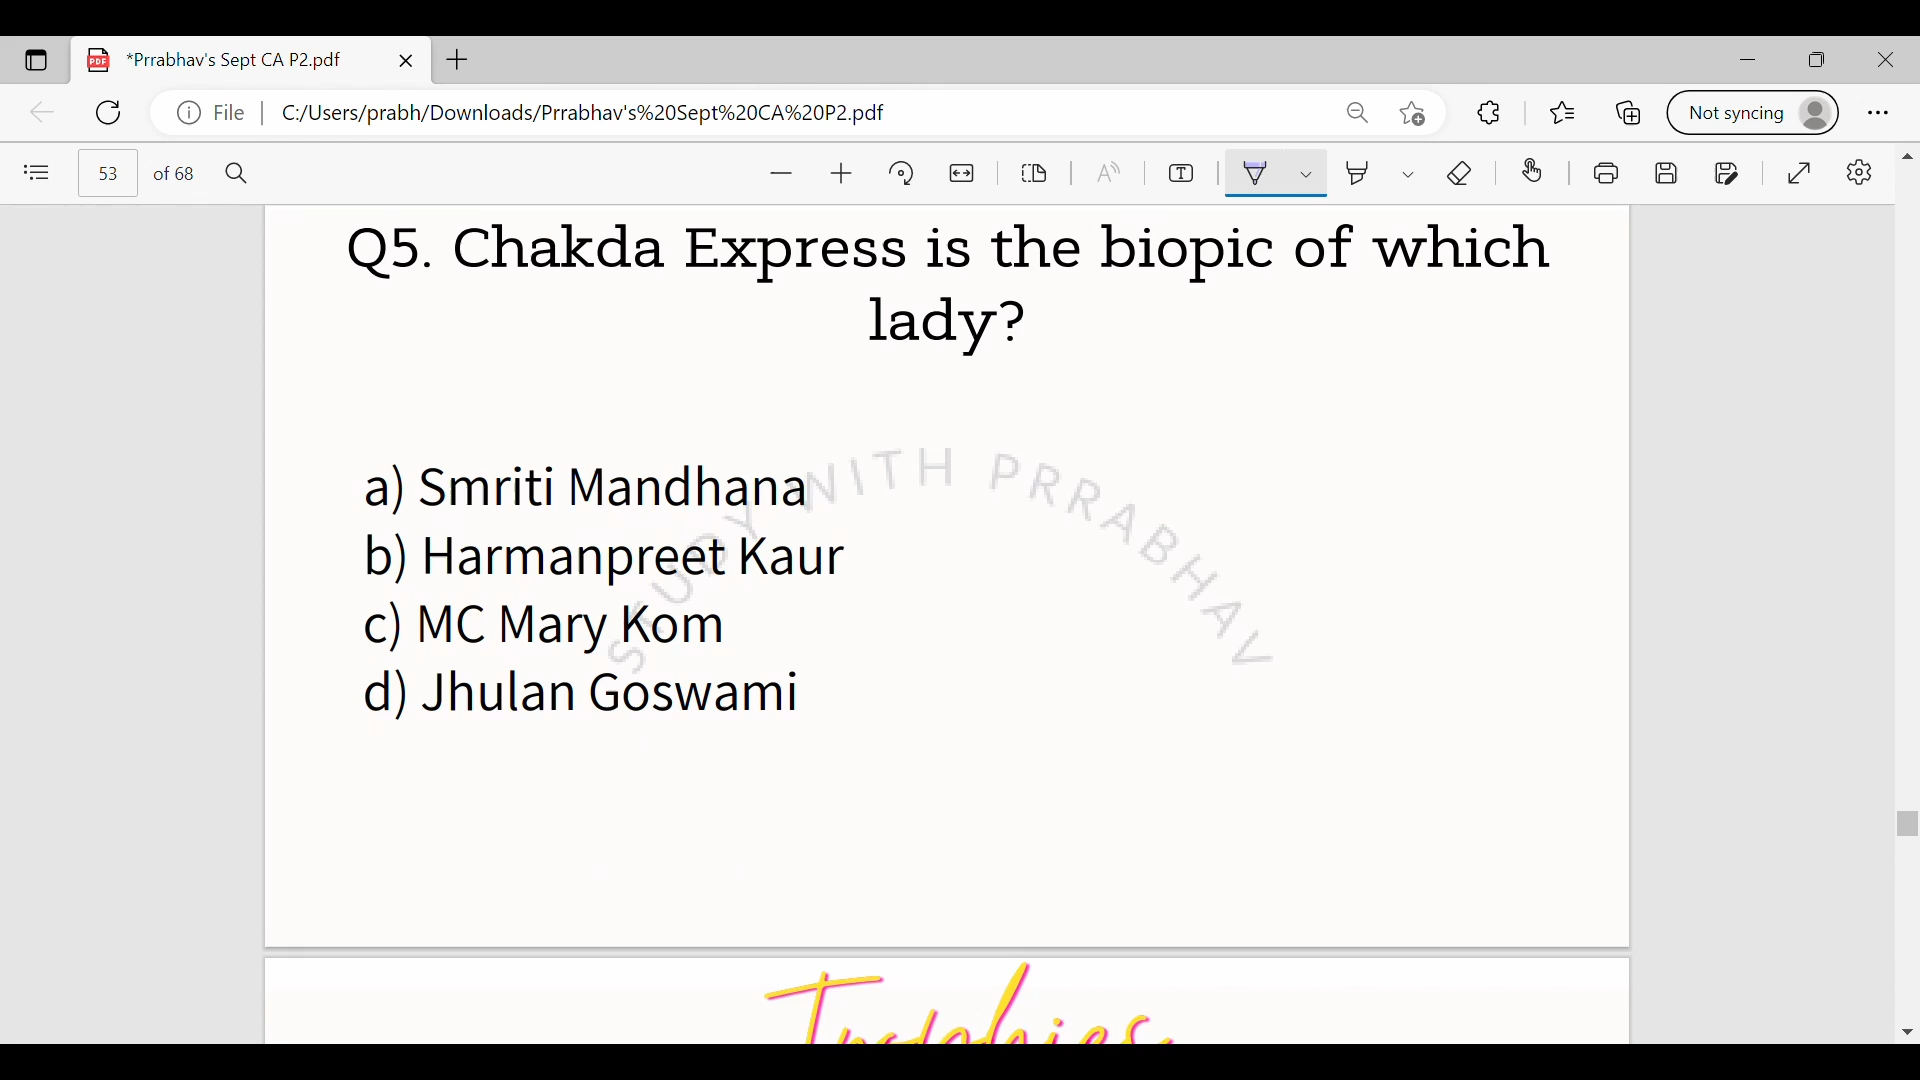 *Prrabhav's Sept CA P2.pdf
File
C:/Users/prabh/Downloads/Prrabhav's%20Sept%20CA%20P2.pdf
Not syncing
53 of 68
Q5. Chakda Express is the biopic of which
lady?
a) Smriti Mandhana
b) Harmanpreet Kaur
c) MC Mary Kom
d) Jhulan Goswami
STUDY WITH PRRABHAV